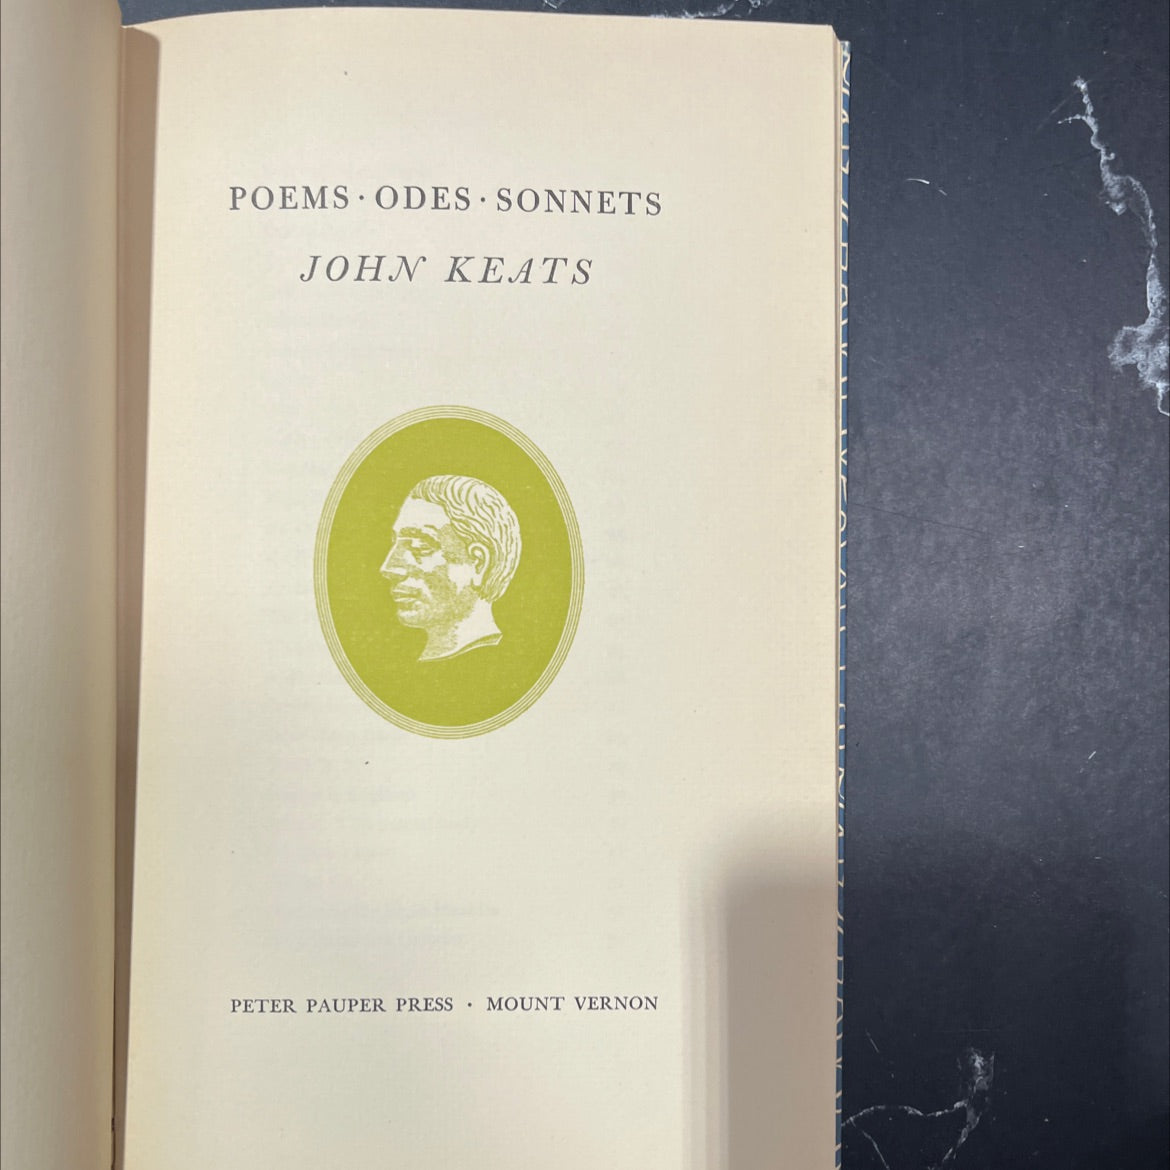 POEMS · ODES · SONNETS
JOHN KEATS
PETER PAUPER PRESS · MOUNT VERNON